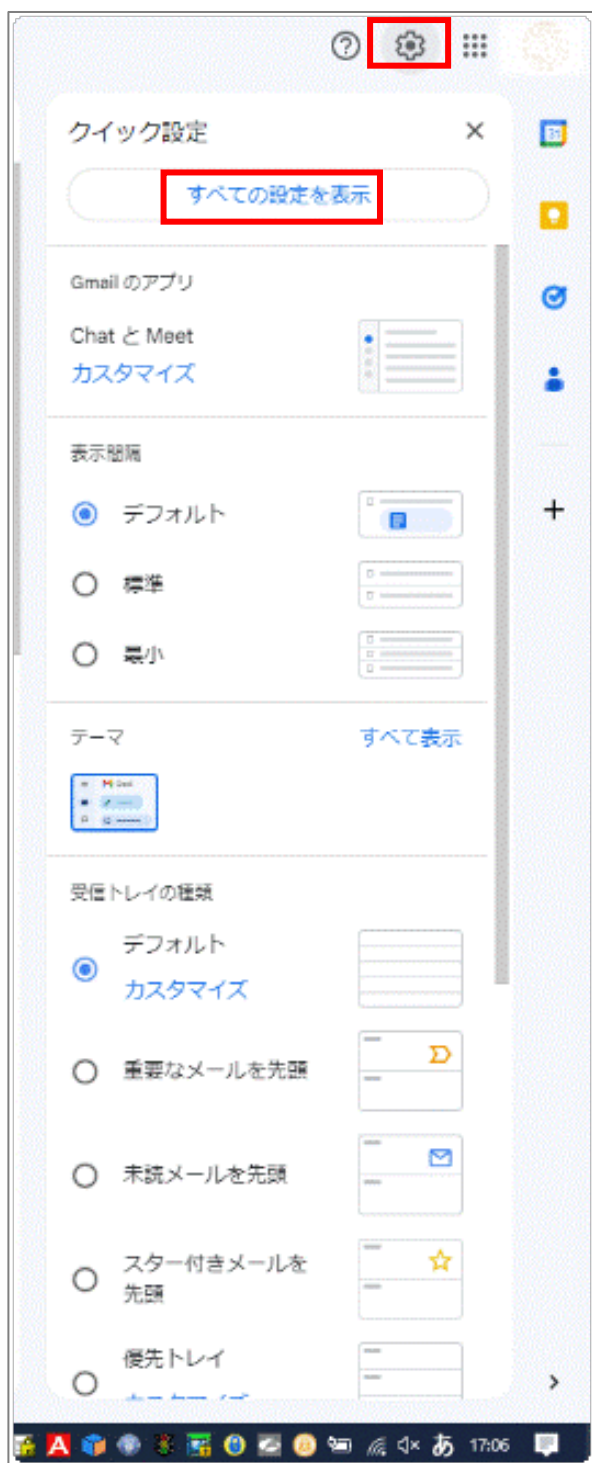 クイック設定
すべての設定を表示
Gmail のアプリ
Chat と Meet
カスタマイズ
表示間隔
デフォルト
標準
最小
テーマ
すべて表示
受信トレイの種類
デフォルト
カスタマイズ
重要なメールを先頭
未読メールを先頭
スター付きメールを
先頭
優先トレイ
あ 17:06